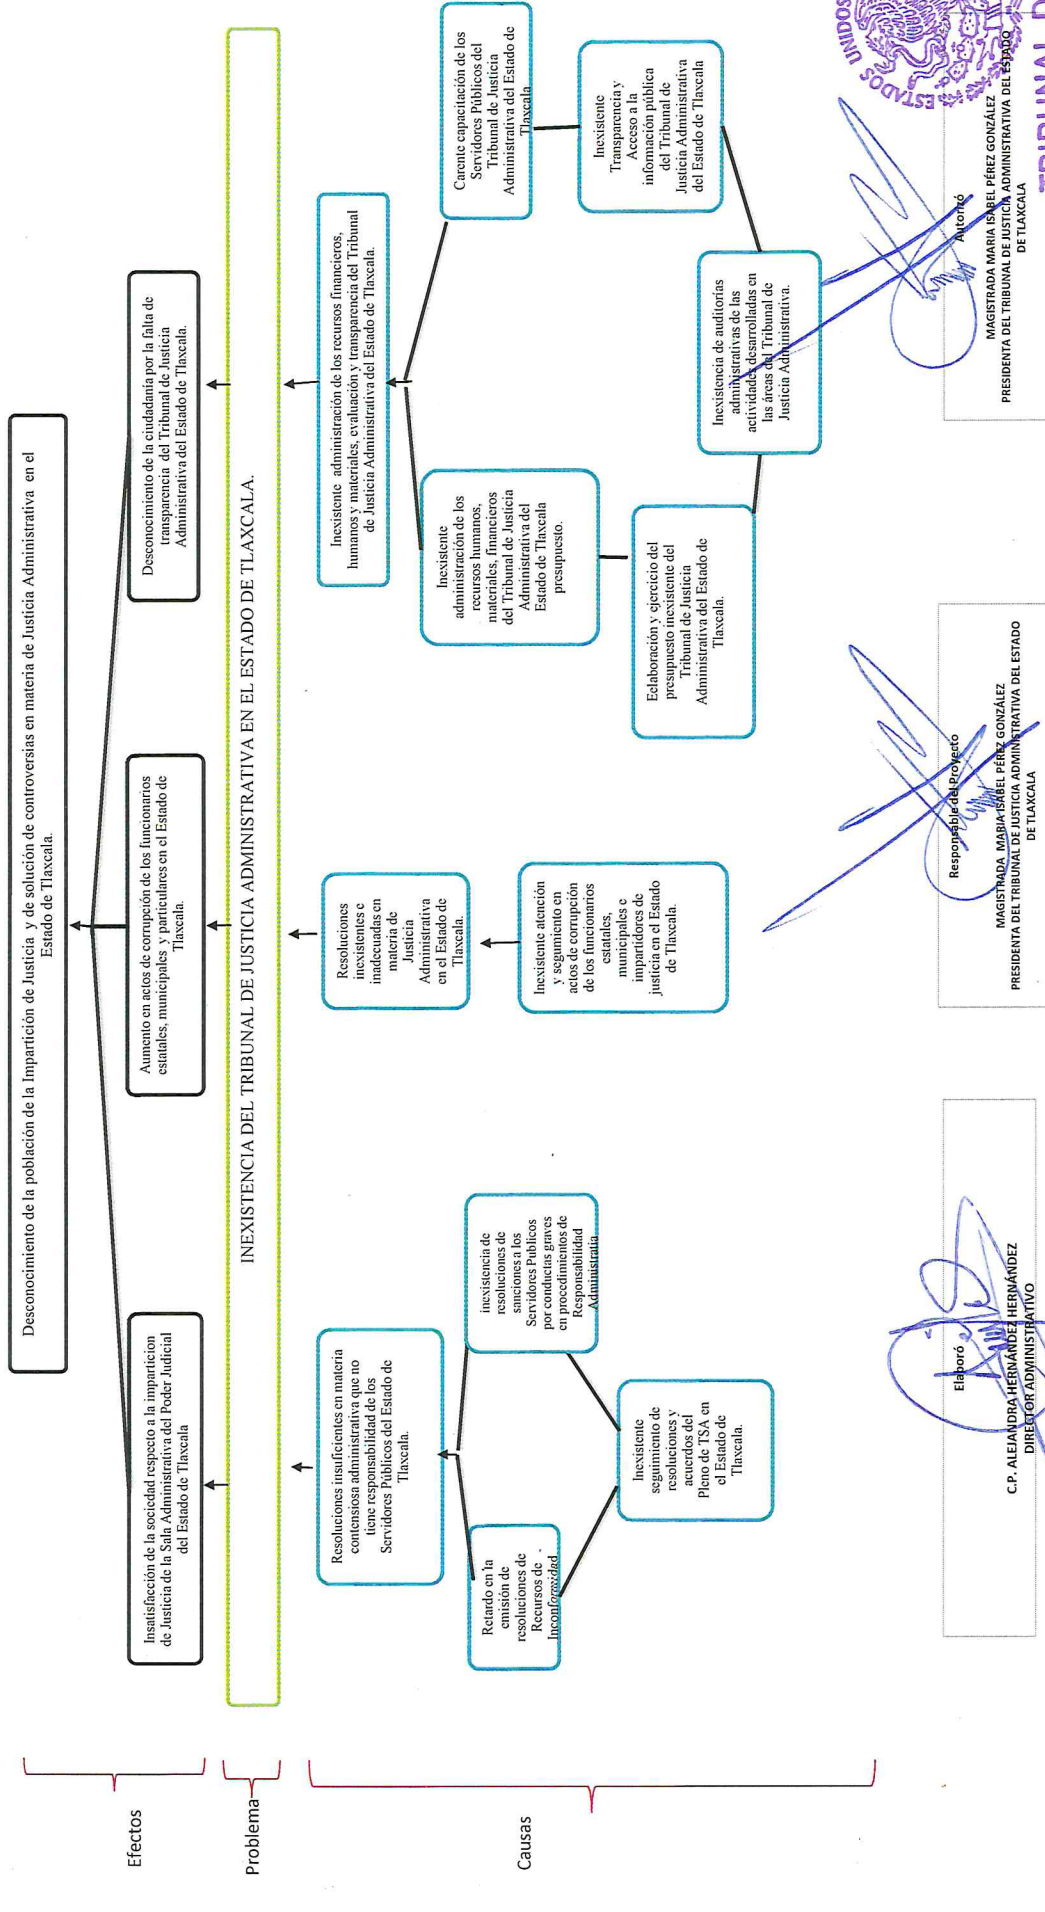 Desconocimiento de la población de la Impartición de Justicia y de solución de controversias en materia de Justicia Administrativa en el
Estado de Tlaxcala.
Efectos
Insatisfacción de la sociedad respecto a la imparticion
de Justicia de la Sala Administrativa del Poder Judicial
del Estado de Tlaxcala
Aumento en actos de corrupción de los funcionarios
estatales, municipales y particulares en el Estado de
Tlaxcala.
Desconocimiento de la ciudadanía por la falta de
transparencia del Tribunal de Justicia
Administrativa del Estado de Tlaxcala.
Problema
INEXISTENCIA DEL TRIBUNAL DE JUSTICIA ADMINISTRATIVA EN EL ESTADO DE TLAXCALA.
Causas
Resoluciones insuficientes en materia
contensiosa administrativa que no
tiene responsabilidad de los
Servidores Públicos del Estado de
Tlaxcala.
Retardo en la
emisión de
resoluciones de
Recursos de
Inconformidad
inexistencia de
resoluciones de
sanciones a los
Servidores Publicos
por conductas graves
en procedimientos de
Responsabilidad
Administratia
Inexistente
seguimiento de
resoluciones y
acuerdos del
Pleno de TSA en
el Estado de
Tlaxcala.
Resoluciones
inexistentes e
inadecuadas en
materia de
Justicia
Administrativa
en el Estado de
Tlaxcala.
Inexistente atención
y segumiento en
actos de corrupción
de los funcionarios
estatales,
municipales e
impartidores de
justicia en el Estado
de Tlaxcala.
Inexistente administración de los recursos financieros,
humanos y materiales, evaluación y transparencia del Tribunal
de Justicia Administrativa del Estado de Tlaxcala.
Inexistente
administración de los
recursos humanos,
materiales, financieros
del Tribunal de Justicia
Administrativa del
Estado de Tlaxcala
presupuesto.
Carente capacitación de los
Servidores Públicos del
Tribunal de Justicia
Administrativa del Estado de
Tlaxcala
Eelaboración y ejercicio del
presupuesto inexistente del
Tribunal de Justicia
Administrativa del Estado de
Tlaxcala.
Inexistente
Transparencia y
Acceso a la
información pública
del Tribunal de
Justicia Administrativa
del Estado de Tlaxcala
Inexistencia de auditorías
administrativas de las
actividades desarrolladas en
las áreas del Tribunal de
Justicia Administrativa.
Elaboró
C.P. ALEJANDRA HERNÁNDEZ HERNÁNDEZ
DIRECTOR ADMINISTRATIVO
Responsable del Proyecto
MAGISTRADA MARIA ISABEL PÉREZ GONZÁLEZ
PRESIDENTA DEL TRIBUNAL DE JUSTICIA ADMINISTRATIVA DEL ESTADO
DE TLAXCALA
Autorizó
MAGISTRADA MARIA ISABEL PÉREZ GONZÁLEZ
PRESIDENTA DEL TRIBUNAL DE JUSTICIA ADMINISTRATIVA DEL ESTADO
DE TLAXCALA
ESTADOS UNIDOS
TRIBUNAL D